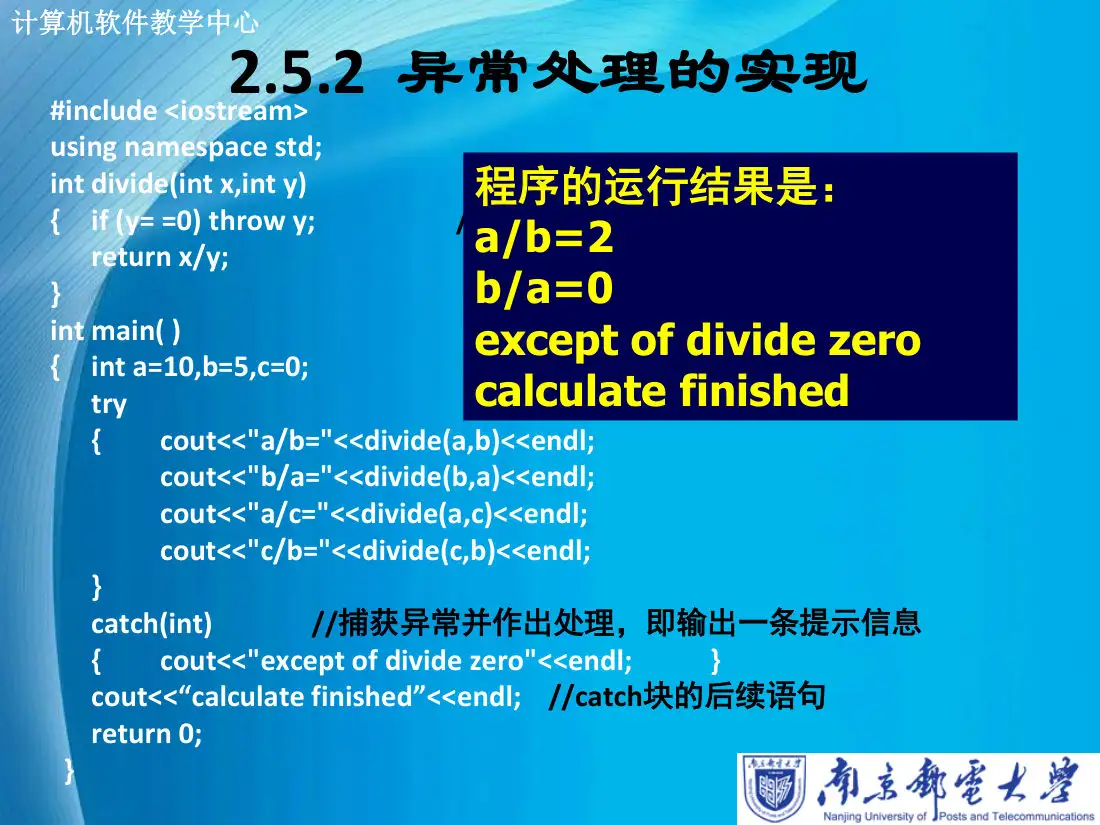 计算机软件教学中心
2.5.2 异常处理的实现
#include <iostream>
using namespace std;
int divide(int x,int y)
{ if (y= =0) throw y; /
return x/y;
}
int main( )
{ int a=10,b=5,c=0;
try
{ cout<<"a/b="<<divide(a,b)<<endl;
cout<<"b/a="<<divide(b,a)<<endl;
cout<<"a/c="<<divide(a,c)<<endl;
cout<<"c/b="<<divide(c,b)<<endl;
}
catch(int) //捕获异常并作出处理，即输出一条提示信息
{ cout<<"except of divide zero"<<endl; }
cout<<“calculate finished”<<endl; //catch块的后续语句
return 0;
}
程序的运行结果是：
a/b=2
b/a=0
except of divide zero
calculate finished
南京邮电大学
Nanjing University of Posts and Telecommunications